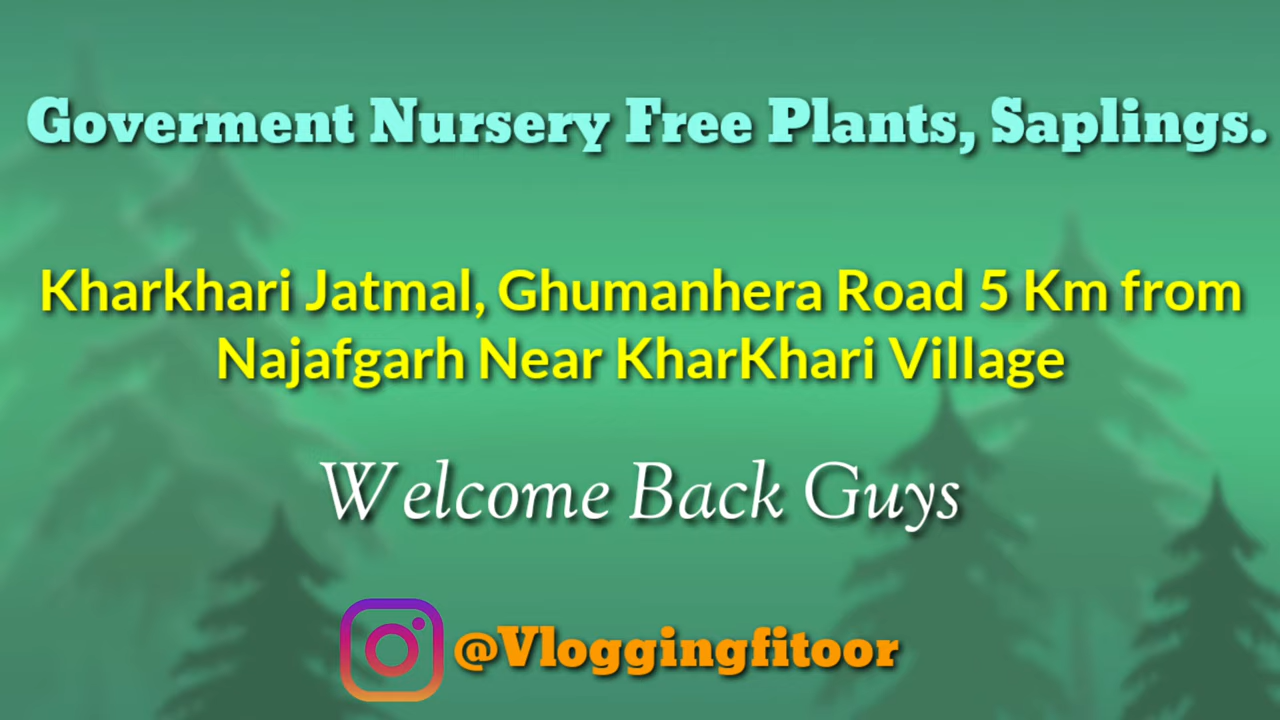 Goverment Nursery Free Plants, Saplings.
Kharkhari Jatmal, Ghumanhera Road 5 Km from
Najafgarh Near KharKhari Village
Welcome Back Guys
@Vloggingfitoor